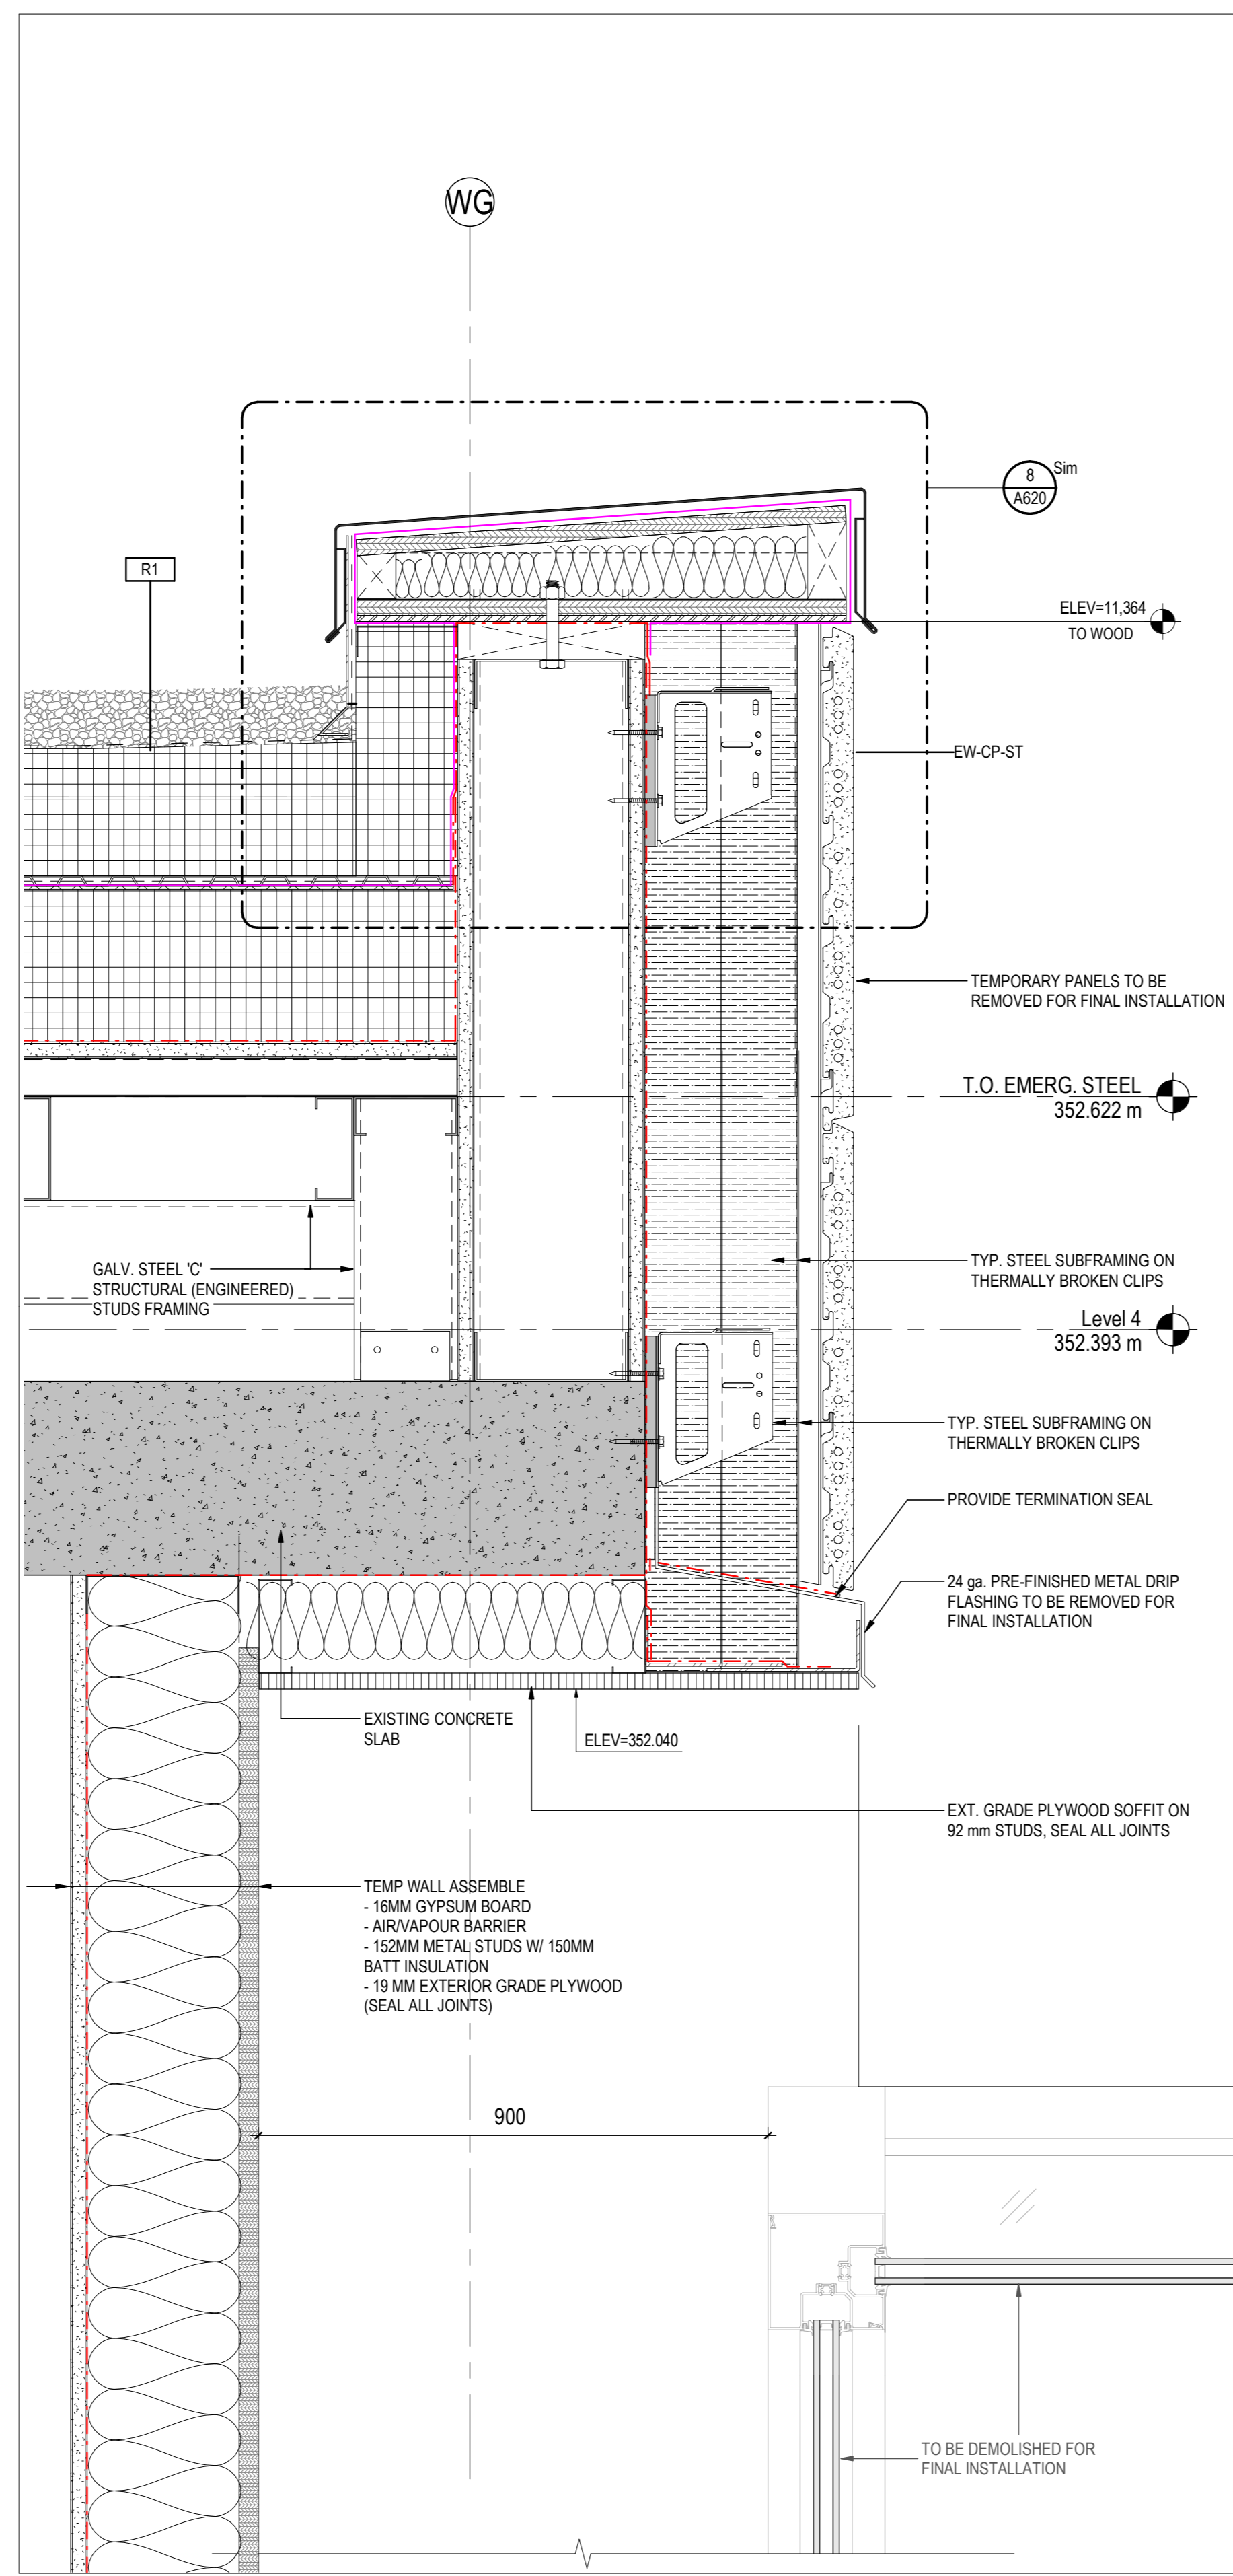 WG
8
Sim
A620
R1
ELEV=11,364
TO WOOD
EW-CP-ST
TEMPORARY PANELS TO BE
REMOVED FOR FINAL INSTALLATION
T.O. EMERG. STEEL
352.622 m
GALV. STEEL 'C'
STRUCTURAL (ENGINEERED)
STUDS FRAMING
TYP. STEEL SUBFRAMING ON
THERMALLY BROKEN CLIPS
Level 4
352.393 m
TYP. STEEL SUBFRAMING ON
THERMALLY BROKEN CLIPS
PROVIDE TERMINATION SEAL
24 ga. PRE-FINISHED METAL DRIP
FLASHING TO BE REMOVED FOR
FINAL INSTALLATION
EXISTING CONCRETE
SLAB
ELEV=352.040
EXT. GRADE PLYWOOD SOFFIT ON
92 mm STUDS, SEAL ALL JOINTS
TEMP WALL ASSEMBLE
- 16MM GYPSUM BOARD
- AIR/VAPOUR BARRIER
- 152MM METAL STUDS W/ 150MM
BATT INSULATION
- 19 MM EXTERIOR GRADE PLYWOOD
(SEAL ALL JOINTS)
900
TO BE DEMOLISHED FOR
FINAL INSTALLATION